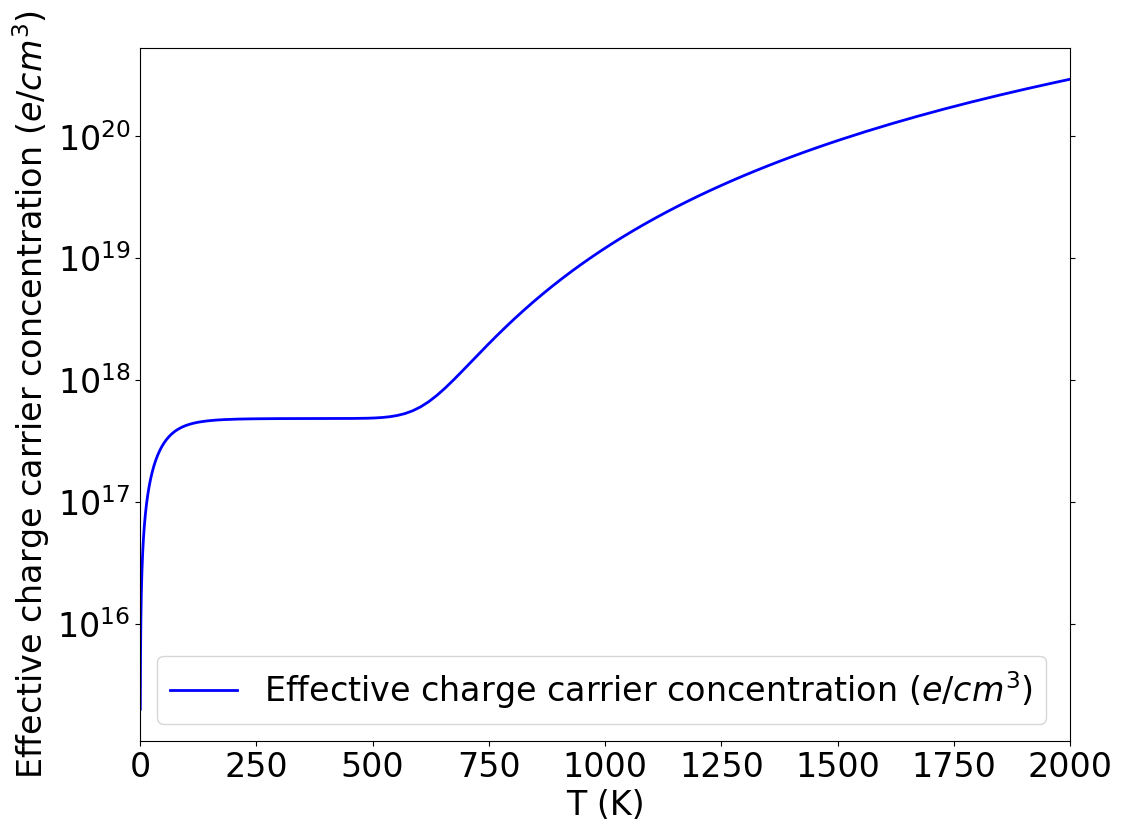 Effective charge carrier concentration (e/cm³)
10²⁰
10¹⁹
10¹⁸
10¹⁷
10¹⁶
Effective charge carrier concentration (e/cm³)
0 250 500 750 1000 1250 1500 1750 2000
T (K)